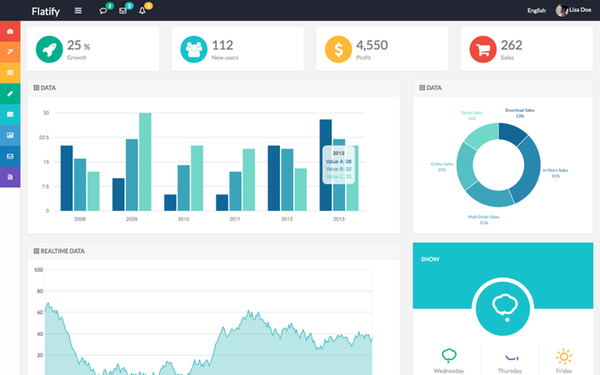 Flatify
3
3
3
English
Lisa Doe
25 %
Growth
112
New users
4,550
Profit
262
Sales
DATA
30
22.5
15
7.5
0
2008
2009
2010
2011
2012
2013
2013
Value A: 28
Value B: 22
Value C: 20
DATA
Direct Sales
Download Sales
13%
In-Store Sales
21%
Mail-Order Sales
21%
Online Sales
REALTIME DATA
100
80
60
40
20
SNOW
Wednesday
Thursday
Friday